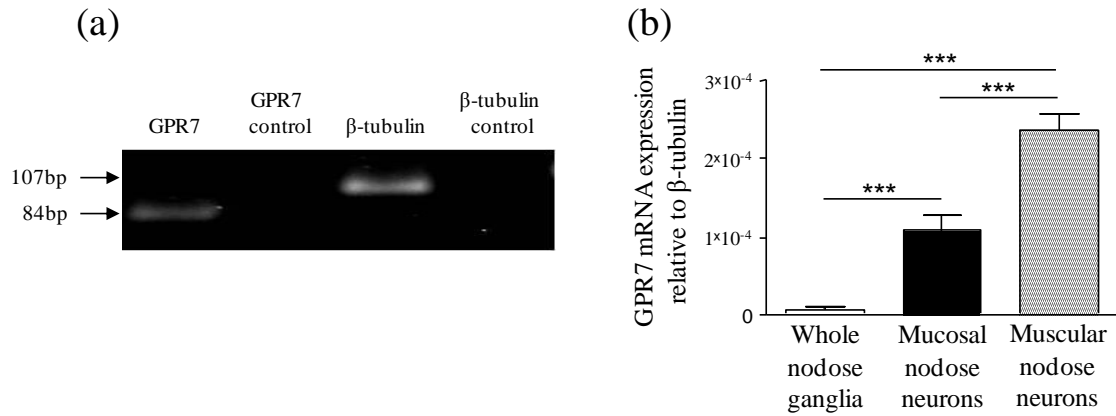 (a)
GPR7
GPR7
control
β-tubulin
β-tubulin
control
107bp
84bp
(b)
GPR7 mRNA expression
relative to β-tubulin
3×10⁻⁴
2×10⁻⁴
1×10⁻⁴
0
***
***
***
Whole
nodose
ganglia
Mucosal
nodose
neurons
Muscular
nodose
neurons